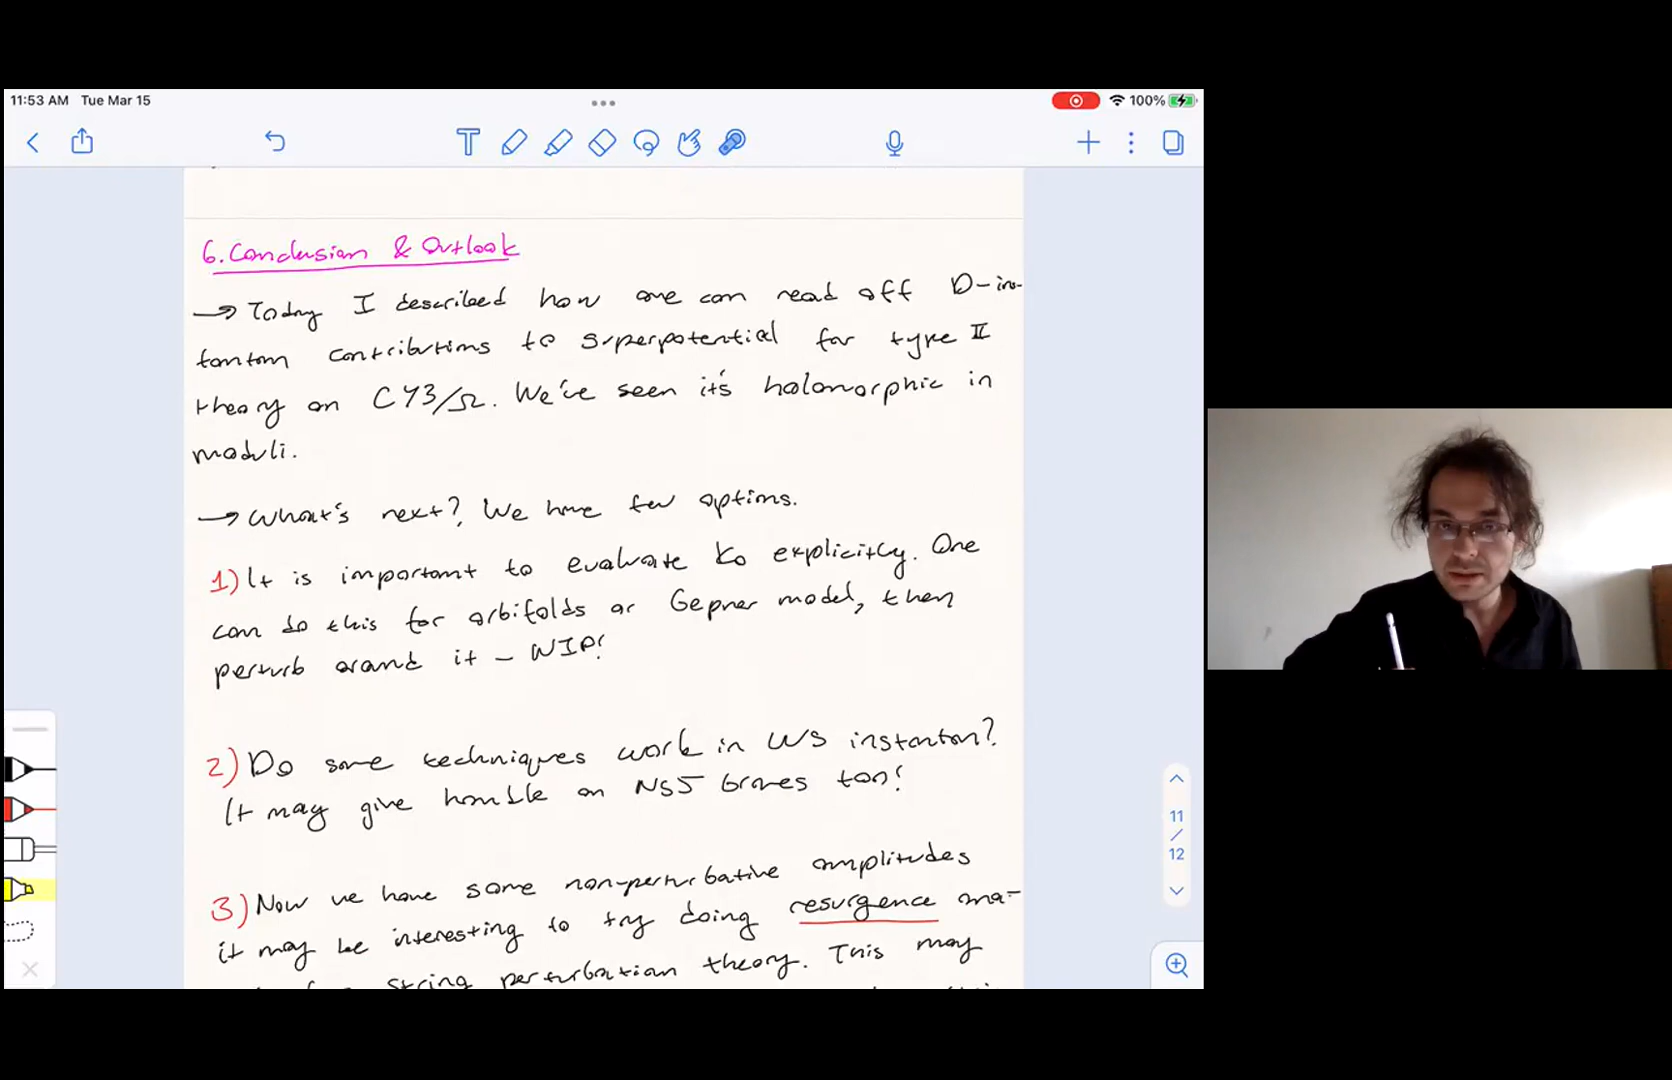 11:53 AM Tue Mar 15
100%
6. Conclusion & Outlook
→ Today I described how one can read off D-ins-
tanton contributions to superpotential for type II
theory on CY3/Ω. We've seen it's holomorphic in
moduli.
→ What's next? We have few options.
1) It is important to evaluate K₀ explicitly. One
can do this for orbifolds or Gepner model, then
perturb around it – WIP!
2) Do same techniques work in WS instanton?
It may give handle on NS5 branes too!
3) Now we have some non-perturbative amplitudes
it may be interesting to try doing resurgence ana-
string perturbation theory. This may
11
/
12